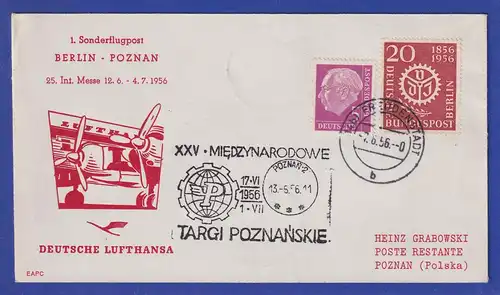 1. Sonderflugpost
BERLIN - POZNAN
25. Int. Messe 12. 6. - 4. 7. 1956
LUFTHANSA
DEUTSCHE LUFTHANSA
EAPC
DEUTSCHE BUNDESPOST
20
1856
1956
DEUTSCHE BUNDESPOST BERLIN
.6.56.-0
b
XXV • MIĘDZYNARODOWE
P
17-VI
1956
1-VII
POZNAŃ 2
13.-6.56.11
TARGI POZNAŃSKIE.
HEINZ GRABOWSKI
POSTE RESTANTE
POZNAN (Polska)